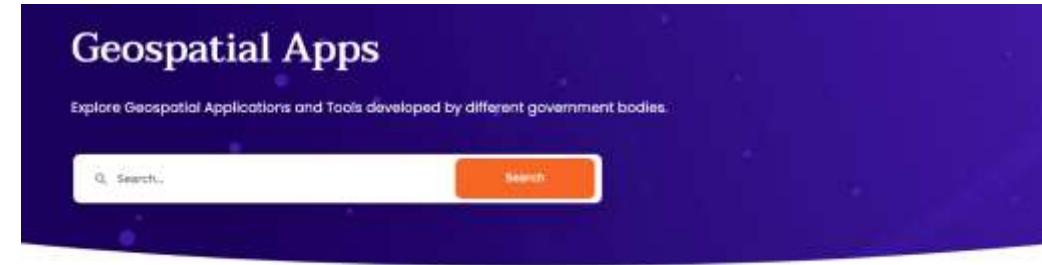 Geospatial Apps
Explore Geospatial Applications and Tools developed by different government bodies.
Search...
Search